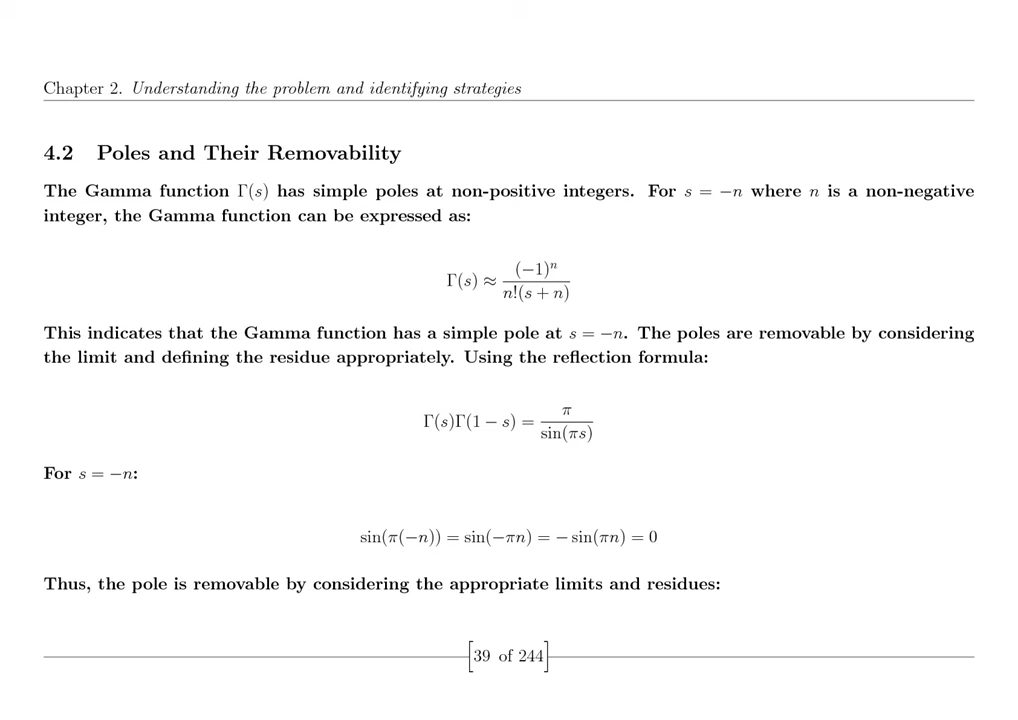 Chapter 2. Understanding the problem and identifying strategies
4.2 Poles and Their Removability
The Gamma function Γ(s) has simple poles at non-positive integers. For s = −n where n is a non-negative
integer, the Gamma function can be expressed as:
Γ(s) ≈ (−1)ⁿ / n!(s + n)
This indicates that the Gamma function has a simple pole at s = −n. The poles are removable by considering
the limit and defining the residue appropriately. Using the reflection formula:
Γ(s)Γ(1 − s) = π / sin(πs)
For s = −n:
sin(π(−n)) = sin(−πn) = − sin(πn) = 0
Thus, the pole is removable by considering the appropriate limits and residues:
[39 of 244]